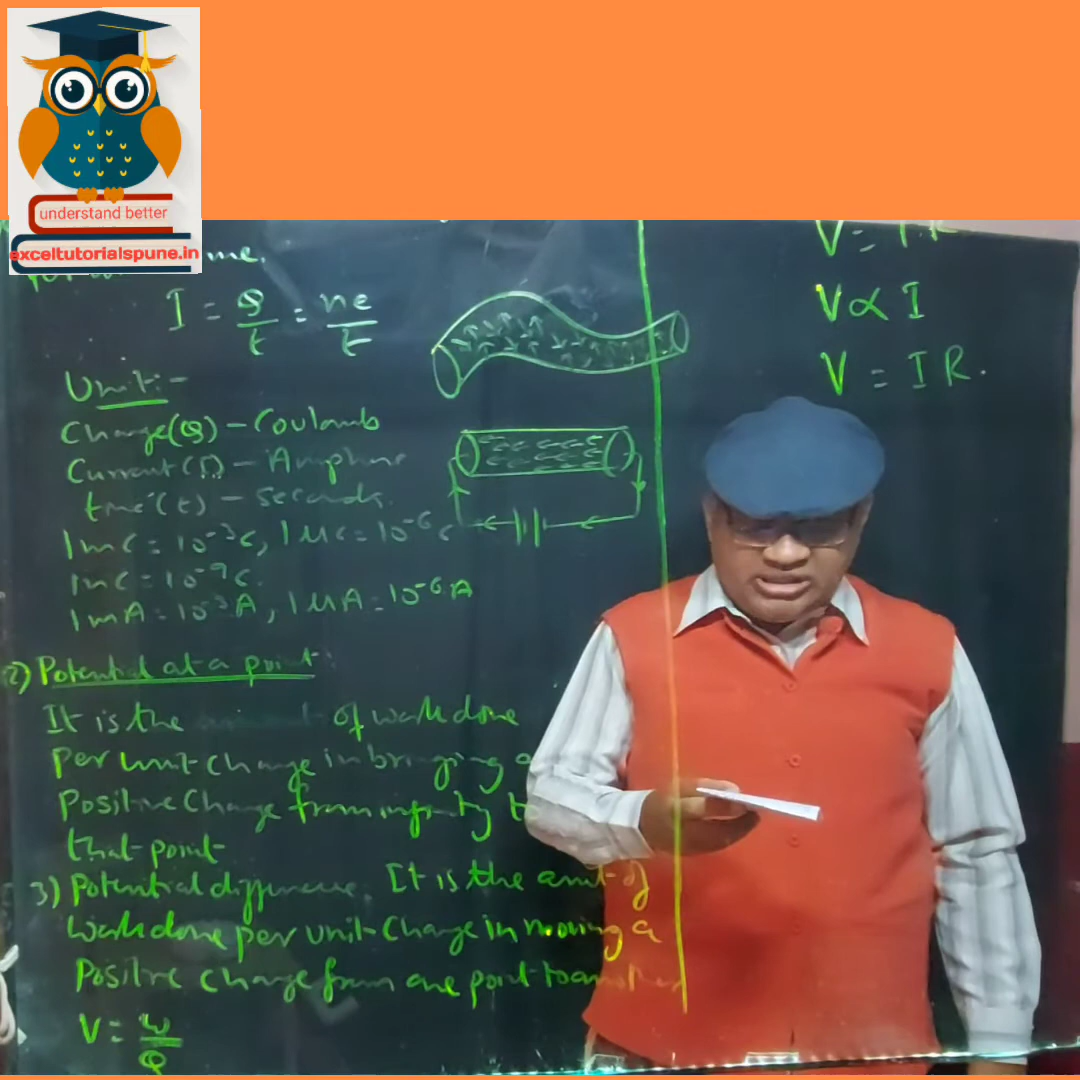 understand better
exceltutorialspune.in
me.
I = Q/t = ne/t
Unit:-
Charge(Q) - Coulomb
Current(I) - Ampere
time(t) - seconds.
1mC = 10⁻³C, 1μC = 10⁻⁶C
1nC = 10⁻⁹C.
1mA = 10⁻³A, 1μA = 10⁻⁶A
2) Potential at a point
It is the of work done
per unit charge in bringing a
Positive Charge from infinity t
that point
3) Potential difference. It is the amt of
Work done per unit Charge in moving a
Positive charge from one point to another
V = W/Q
V = I R
V ∝ I
V = I R.